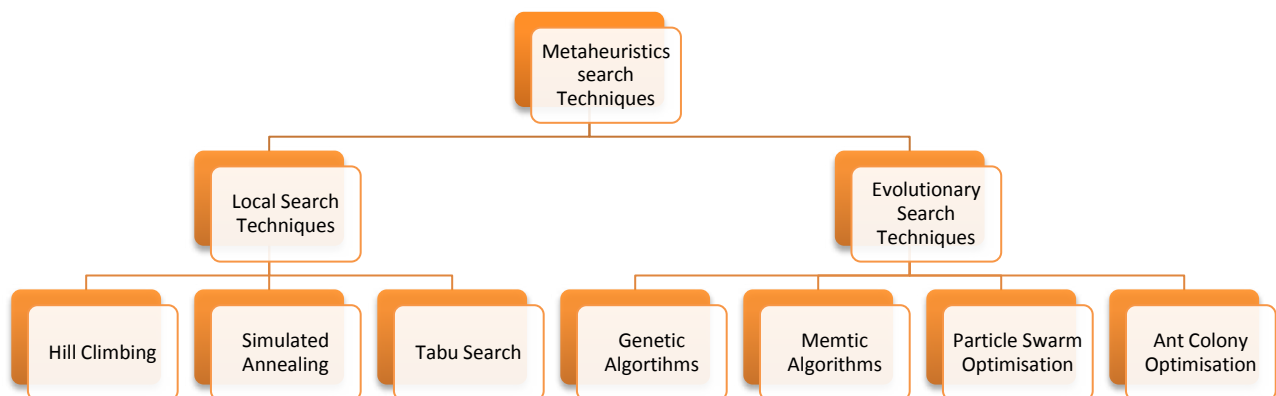 Metaheuristics
search
Techniques
Local Search
Techniques
Evolutionary
Search
Techniques
Hill Climbing
Simulated
Annealing
Tabu Search
Genetic
Algortihms
Memtic
Algorithms
Particle Swarm
Optimisation
Ant Colony
Optimisation